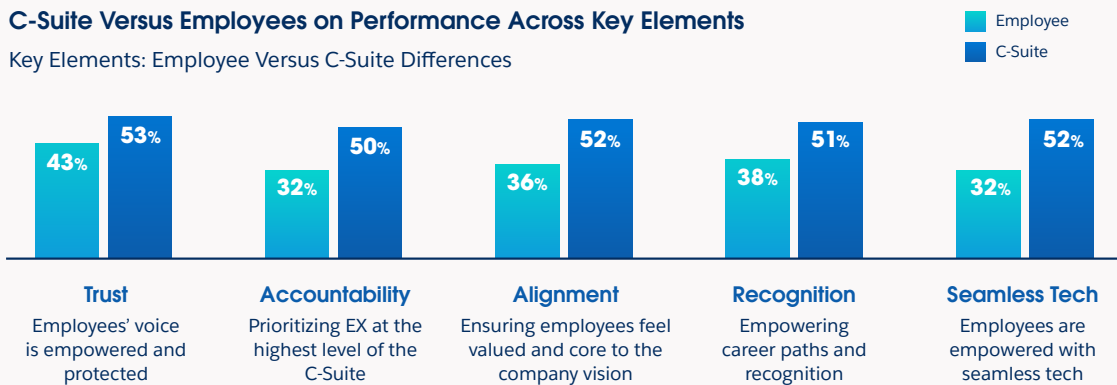 C-Suite Versus Employees on Performance Across Key Elements
Key Elements: Employee Versus C-Suite Differences
Employee
C-Suite
43%
53%
32%
50%
36%
52%
38%
51%
32%
52%
Trust
Employees’ voice
is empowered and
protected
Accountability
Prioritizing EX at the
highest level of the
C-Suite
Alignment
Ensuring employees feel
valued and core to the
company vision
Recognition
Empowering
career paths and
recognition
Seamless Tech
Employees are
empowered with
seamless tech